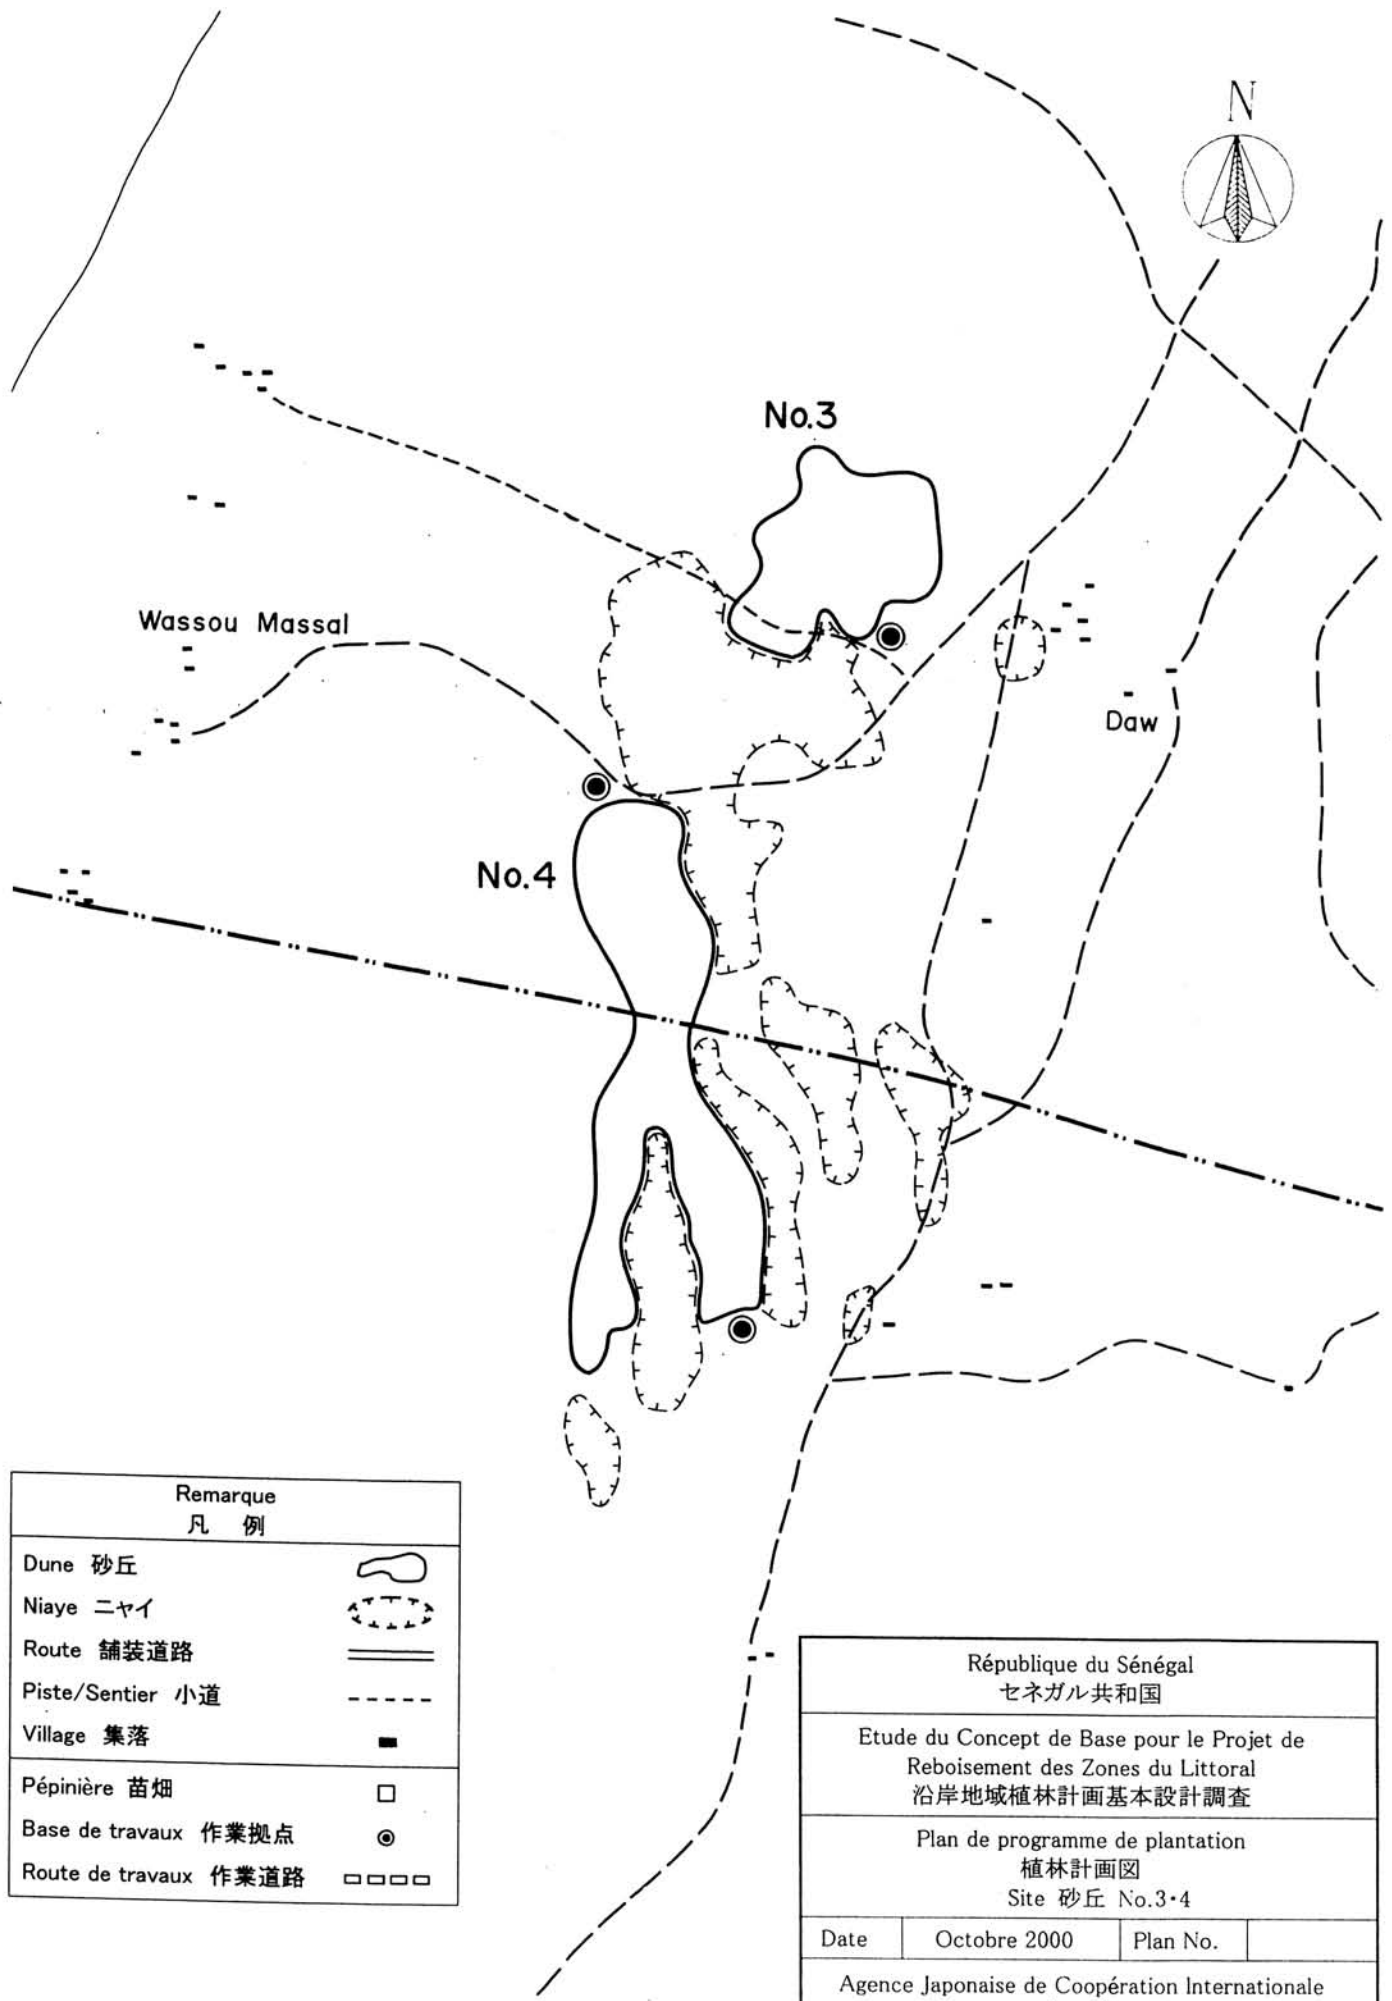 N
No.3
Wassou Massal
Daw
No.4
Remarque
凡 例
Dune 砂丘
Niaye ニャイ
Route 舗装道路
Piste/Sentier 小道
Village 集落
Pépinière 苗畑
Base de travaux 作業拠点
Route de travaux 作業道路
République du Sénégal
セネガル共和国
Etude du Concept de Base pour le Projet de
Reboisement des Zones du Littoral
沿岸地域植林計画基本設計調査
Plan de programme de plantation
植林計画図
Site 砂丘 No.3・4
Date Octobre 2000 Plan No.
Agence Japonaise de Coopération Internationale